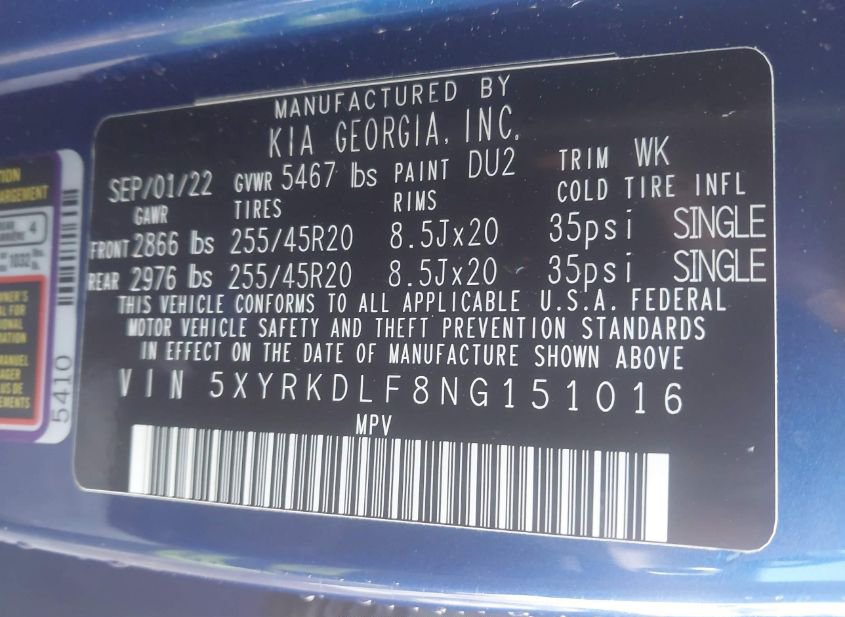 MANUFACTURED BY
KIA GEORGIA, INC.
SEP/01/22 GVWR 5467 lbs PAINT DU2 TRIM WK
GAWR TIRES RIMS COLD TIRE INFL
FRONT 2866 lbs 255/45R20 8.5Jx20 35psi SINGLE
REAR 2976 lbs 255/45R20 8.5Jx20 35psi SINGLE
THIS VEHICLE CONFORMS TO ALL APPLICABLE U.S.A. FEDERAL
MOTOR VEHICLE SAFETY AND THEFT PREVENTION STANDARDS
IN EFFECT ON THE DATE OF MANUFACTURE SHOWN ABOVE
VIN 5XYRKDLF8NG151016
MPV
4
1032
5410